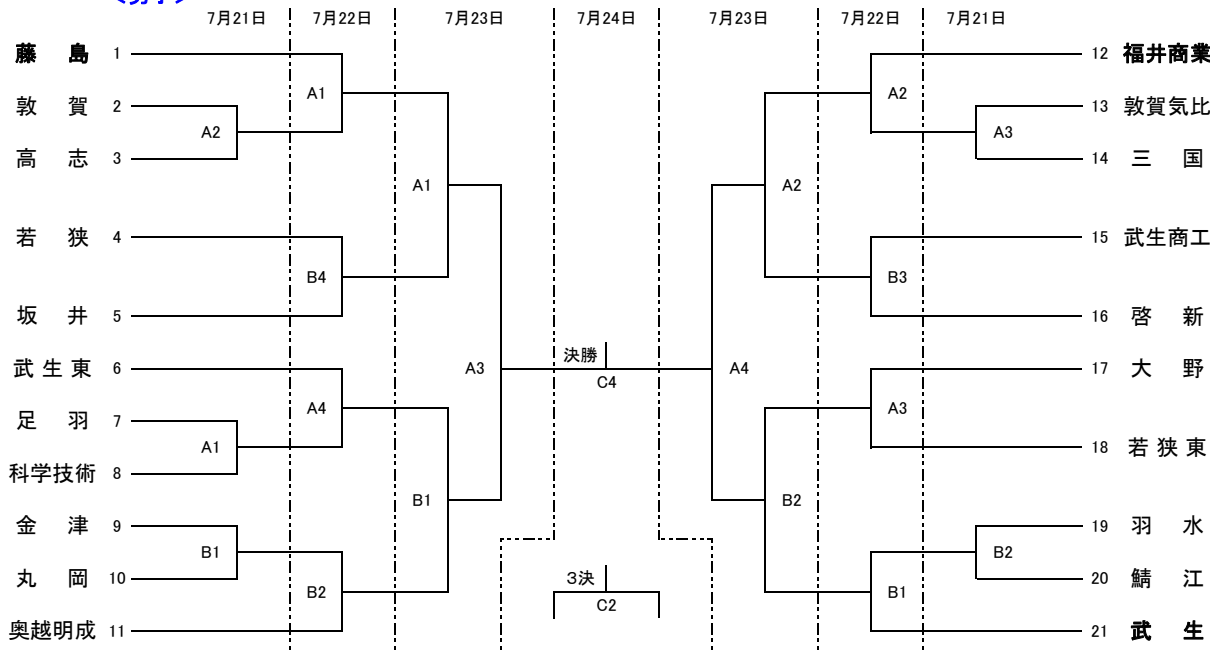 7月21日 7月22日 7月23日 7月24日 7月23日 7月22日 7月21日
藤島 1
12 福井商業
A1
A2
敦賀 2
13 敦賀気比
A2
A3
高志 3
14 三国
A1
A2
若狭 4
15 武生商工
B4
B3
坂井 5
16 啓新
決勝
A3
C4
A4
武生東 6
17 大野
A4
A3
足羽 7
A1
18 若狭東
科学技術 8
B1
B2
金津 9
19 羽水
B1
B2
丸岡 10
20 鯖江
3決
B2
C2
B1
奥越明成 11
21 武生